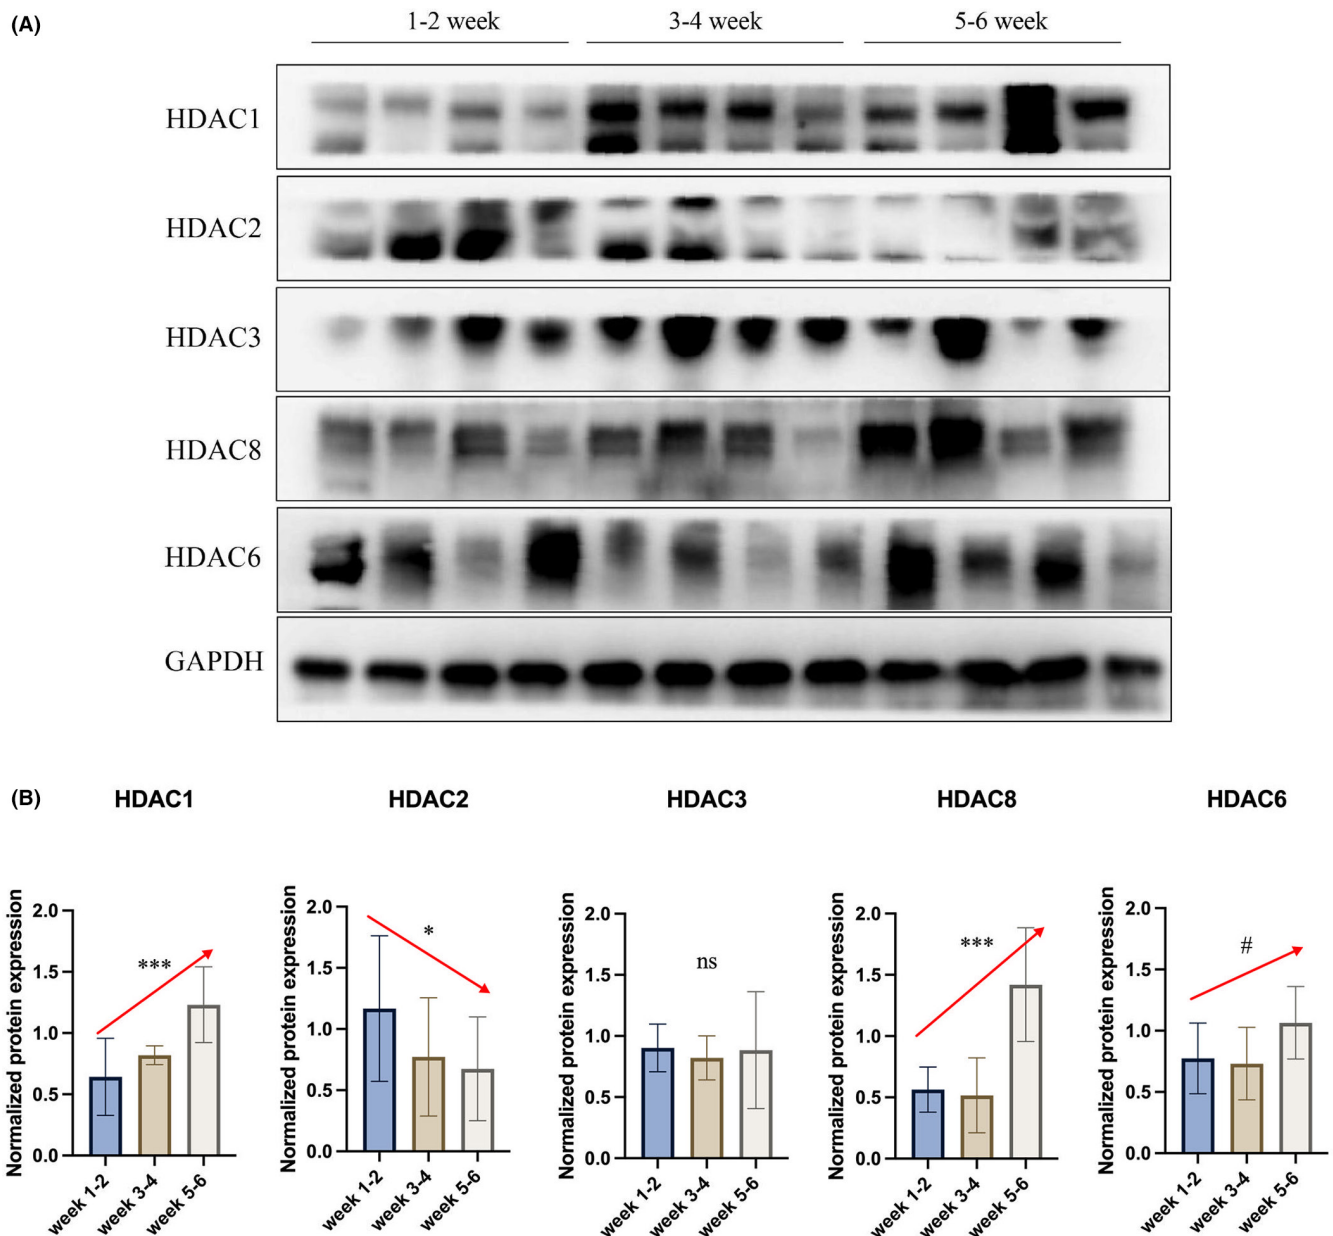 (A)
1-2 week 3-4 week 5-6 week
HDAC1
HDAC2
HDAC3
HDAC8
HDAC6
GAPDH
(B) HDAC1 HDAC2 HDAC3 HDAC8 HDAC6
Normalized protein expression
2.0
1.5
1.0
0.5
0.0
***
week 1-2
week 3-4
week 5-6
Normalized protein expression
2.0
1.5
1.0
0.5
0.0
*
week 1-2
week 3-4
week 5-6
Normalized protein expression
2.0
1.5
1.0
0.5
0.0
ns
week 1-2
week 3-4
week 5-6
Normalized protein expression
2.0
1.5
1.0
0.5
0.0
***
week 1-2
week 3-4
week 5-6
Normalized protein expression
2.0
1.5
1.0
0.5
0.0
#
week 1-2
week 3-4
week 5-6